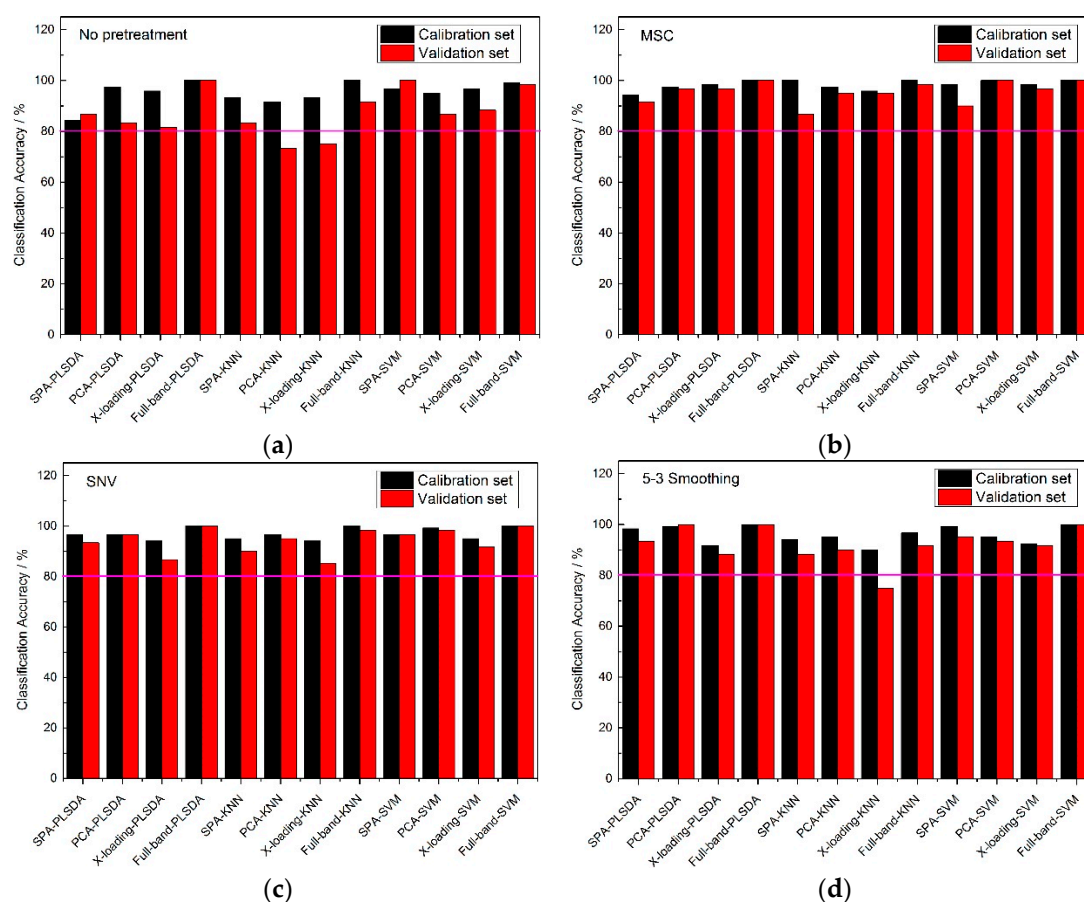 No pretreatment
Calibration set
Validation set
Classification Accuracy / %
120
100
80
60
40
20
0
SPA-PLSDA
PCA-PLSDA
X-loading-PLSDA
Full-band-PLSDA
SPA-KNN
PCA-KNN
X-loading-KNN
Full-band-KNN
SPA-SVM
PCA-SVM
X-loading-SVM
Full-band-SVM
(a)
MSC
Calibration set
Validation set
Classification Accuracy / %
120
100
80
60
40
20
0
SPA-PLSDA
PCA-PLSDA
X-loading-PLSDA
Full-band-PLSDA
SPA-KNN
PCA-KNN
X-loading-KNN
Full-band-KNN
SPA-SVM
PCA-SVM
X-loading-SVM
Full-band-SVM
(b)
SNV
Calibration set
Validation set
Classification Accuracy / %
120
100
80
60
40
20
0
SPA-PLSDA
PCA-PLSDA
X-loading-PLSDA
Full-band-PLSDA
SPA-KNN
PCA-KNN
X-loading-KNN
Full-band-KNN
SPA-SVM
PCA-SVM
X-loading-SVM
Full-band-SVM
(c)
5-3 Smoothing
Calibration set
Validation set
Classification Accuracy / %
120
100
80
60
40
20
0
SPA-PLSDA
PCA-PLSDA
X-loading-PLSDA
Full-band-PLSDA
SPA-KNN
PCA-KNN
X-loading-KNN
Full-band-KNN
SPA-SVM
PCA-SVM
X-loading-SVM
Full-band-SVM
(d)